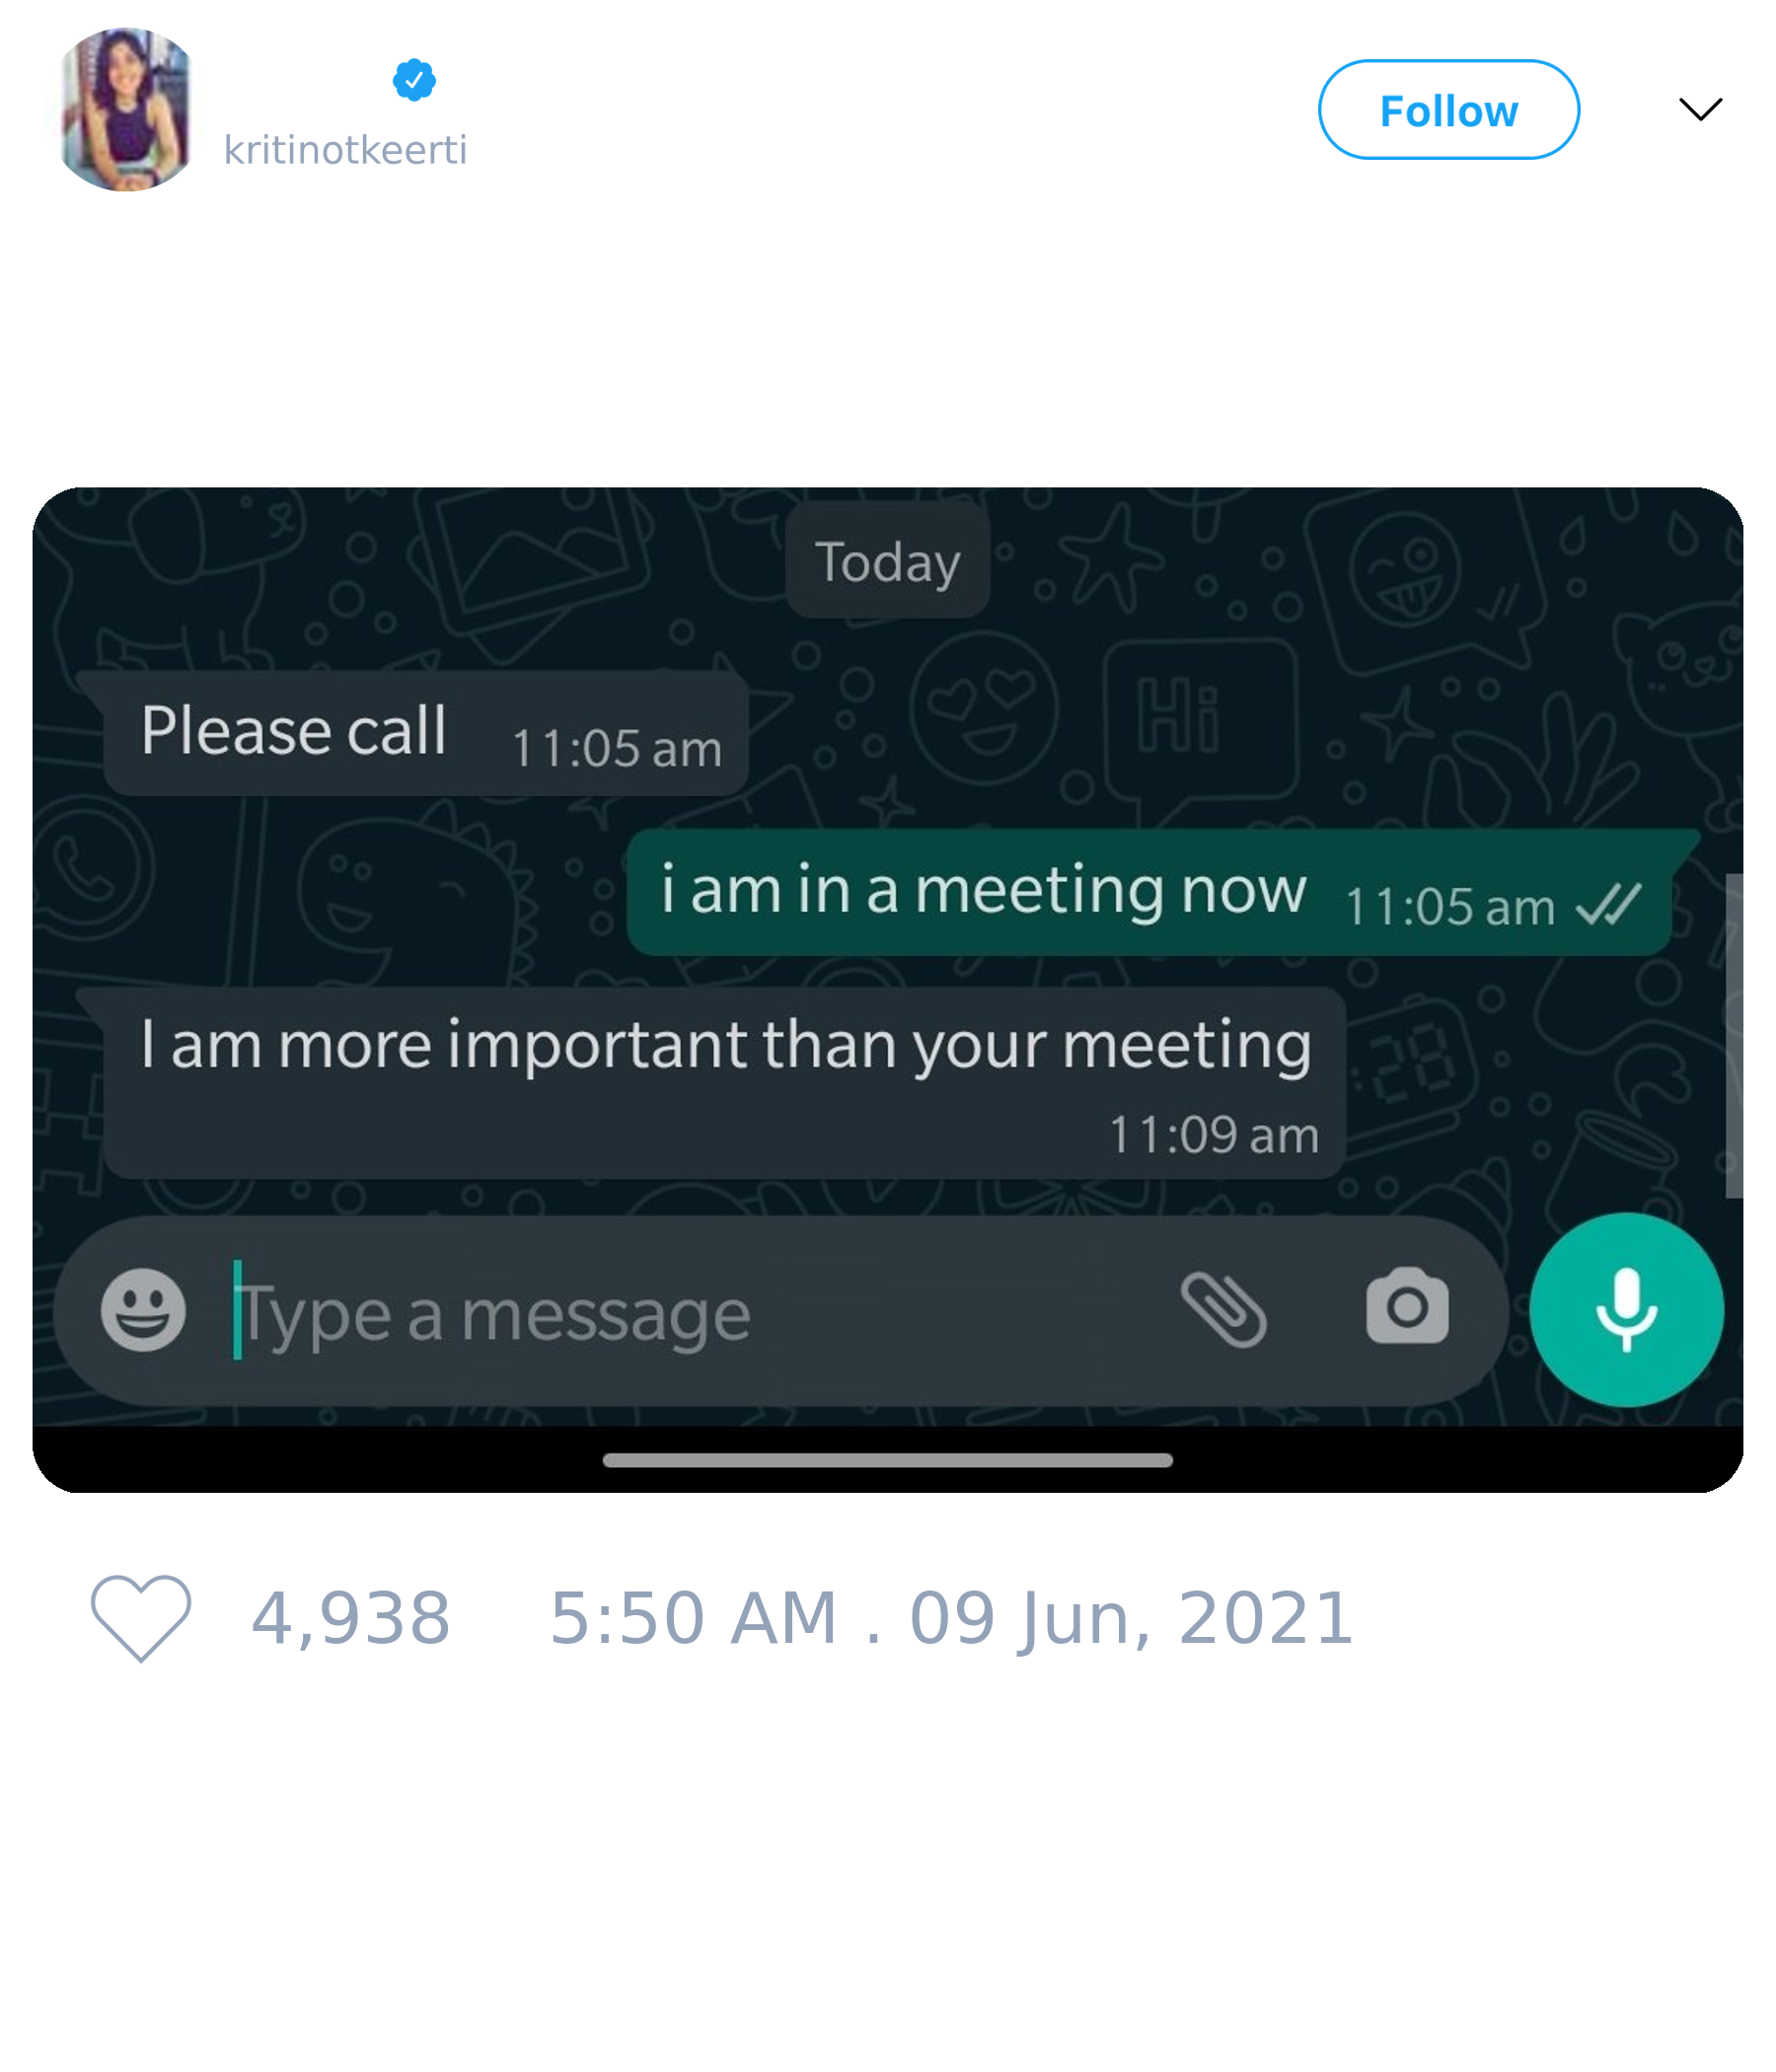 kritinotkeerti
Follow
Today
Please call 11:05 am
i am in a meeting now 11:05 am
I am more important than your meeting
11:09 am
Type a message
4,938 5:50 AM . 09 Jun, 2021